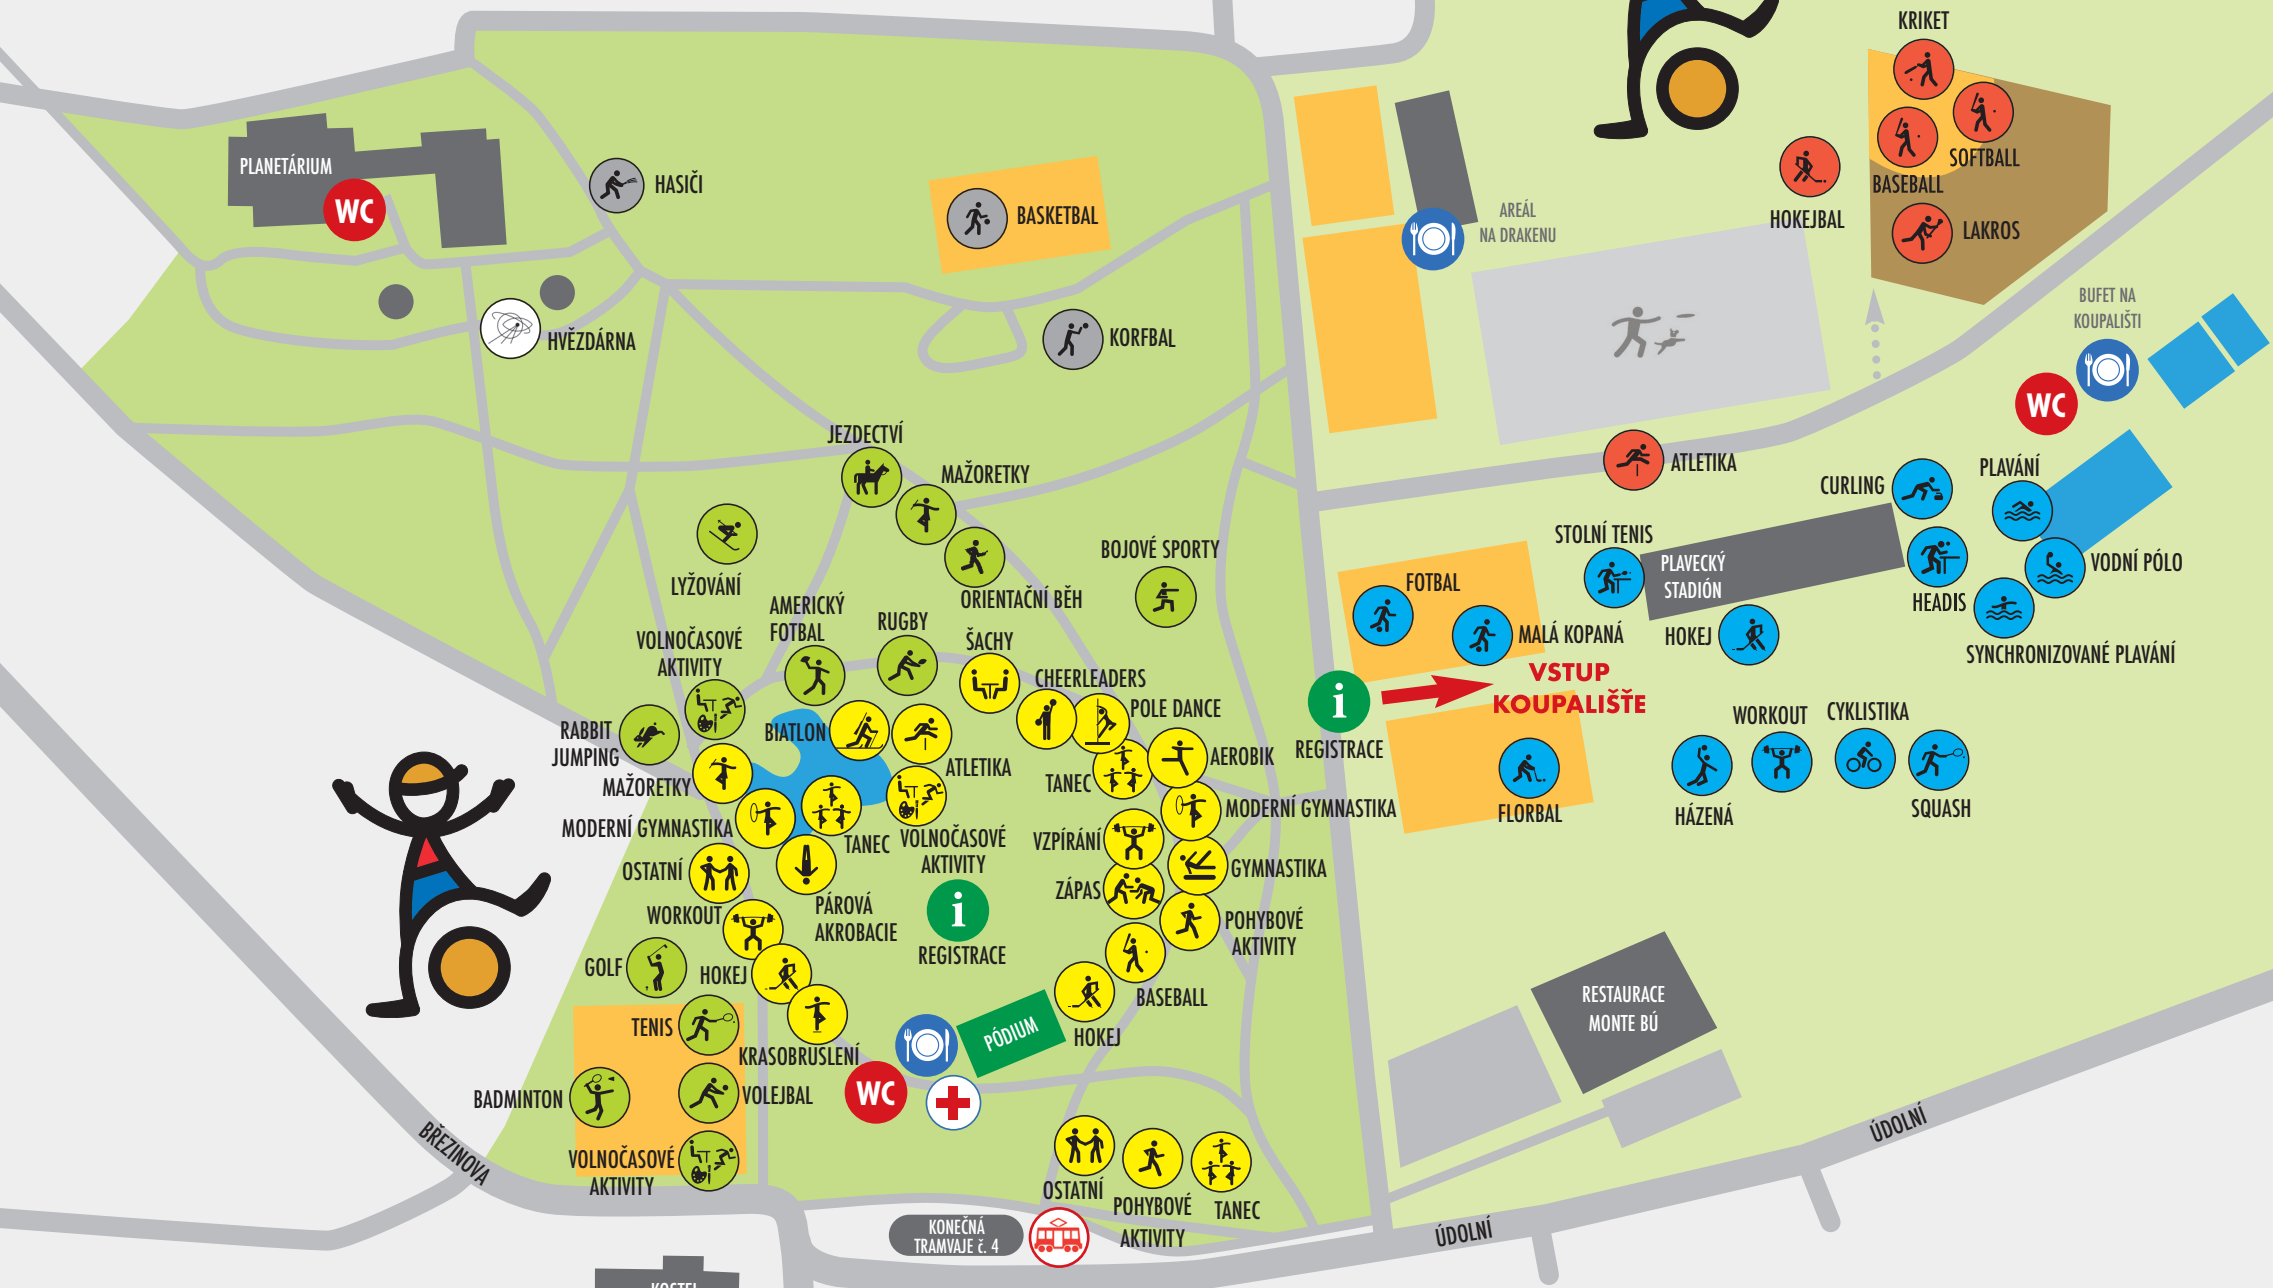 KRIKET
SOFTBALL
BASEBALL
HOKEJBAL
LAKROS
PLANETÁRIUM
WC
HASIČI
BASKETBAL
AREÁL
NA DRAKENU
HVĚZDÁRNA
KORFBAL
BUFET NA
KOUPALIŠTI
WC
JEZDECTVÍ
MAŽORETKY
ATLETIKA
CURLING
PLAVÁNÍ
LYŽOVÁNÍ
ORIENTAČNÍ BĚH
BOJOVÉ SPORTY
STOLNÍ TENIS
PLAVECKÝ
STADIÓN
VODNÍ PÓLO
HEADIS
FOTBAL
MALÁ KOPANÁ
HOKEJ
SYNCHRONIZOVANÉ PLAVÁNÍ
AMERICKÝ
FOTBAL
RUGBY
ŠACHY
VOLNOČASOVÉ
AKTIVITY
CHEERLEADERS
POLE DANCE
VSTUP
KOUPALIŠTĚ
i
REGISTRACE
RABBIT
JUMPING
BIATLON
ATLETIKA
TANEC
AEROBIK
WORKOUT
CYKLISTIKA
MAŽORETKY
MODERNÍ GYMNASTIKA
TANEC
VOLNOČASOVÉ
AKTIVITY
MODERNÍ GYMNASTIKA
VZPÍRÁNÍ
FLORBAL
HÁZENÁ
SQUASH
OSTATNÍ
PÁROVÁ
AKROBACIE
ZÁPAS
GYMNASTIKA
WORKOUT
i
REGISTRACE
POHYBOVÉ
AKTIVITY
GOLF
HOKEJ
BASEBALL
RESTAURACE
MONTE BÚ
TENIS
KRASOBRUSLENÍ
PÓDIUM
HOKEJ
BADMINTON
VOLEJBAL
WC
BŘEZINOVA
VOLNOČASOVÉ
AKTIVITY
OSTATNÍ
POHYBOVÉ
AKTIVITY
TANEC
ÚDOLNÍ
ÚDOLNÍ
KONEČNÁ
TRAMVAJE č. 4
KOSTEL